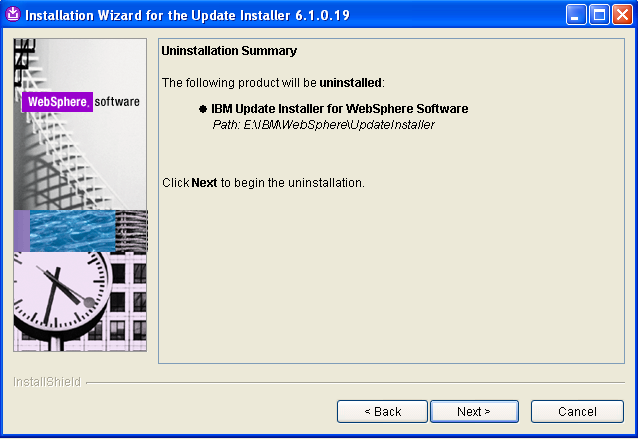 Installation Wizard for the Update Installer 6.1.0.19
WebSphere. software
Uninstallation Summary
The following product will be uninstalled:
IBM Update Installer for WebSphere Software
Path: E:\IBM\WebSphere\UpdateInstaller
Click Next to begin the uninstallation.
InstallShield
< Back
Next >
Cancel